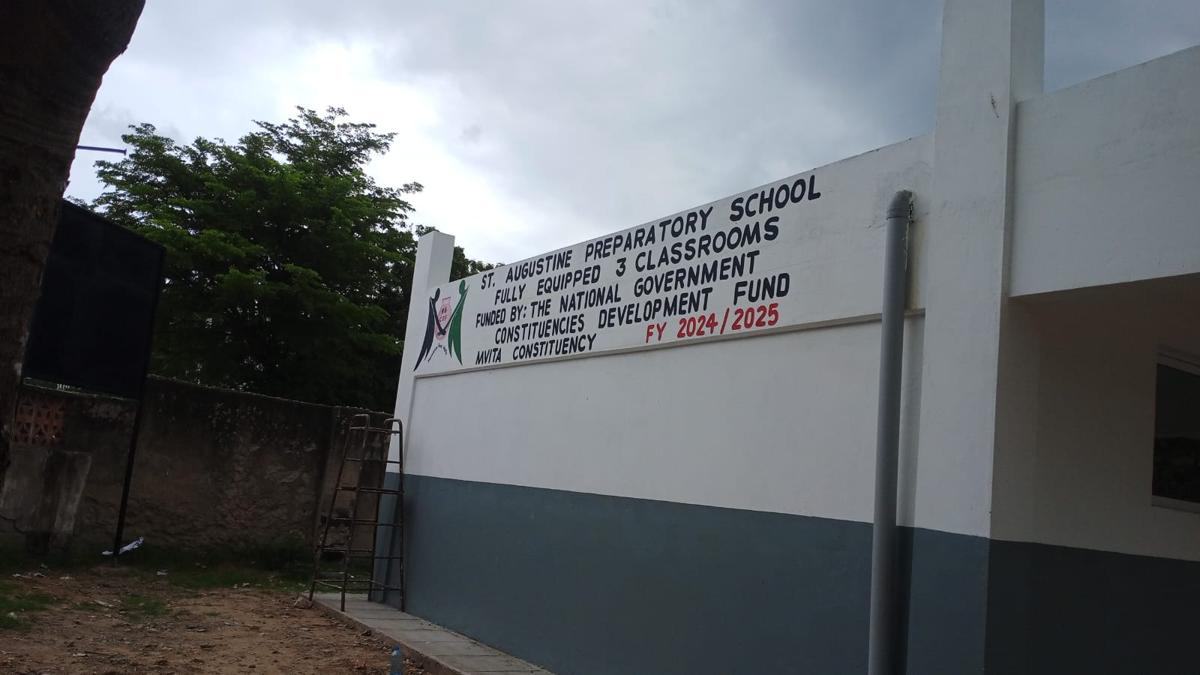 ST. AUGUSTINE PREPARATORY SCHOOL
FULLY EQUIPPED 3 CLASSROOMS
FUNDED BY: THE NATIONAL GOVERNMENT
CONSTITUENCIES DEVELOPMENT FUND
MVITA CONSTITUENCY FY 2024/2025